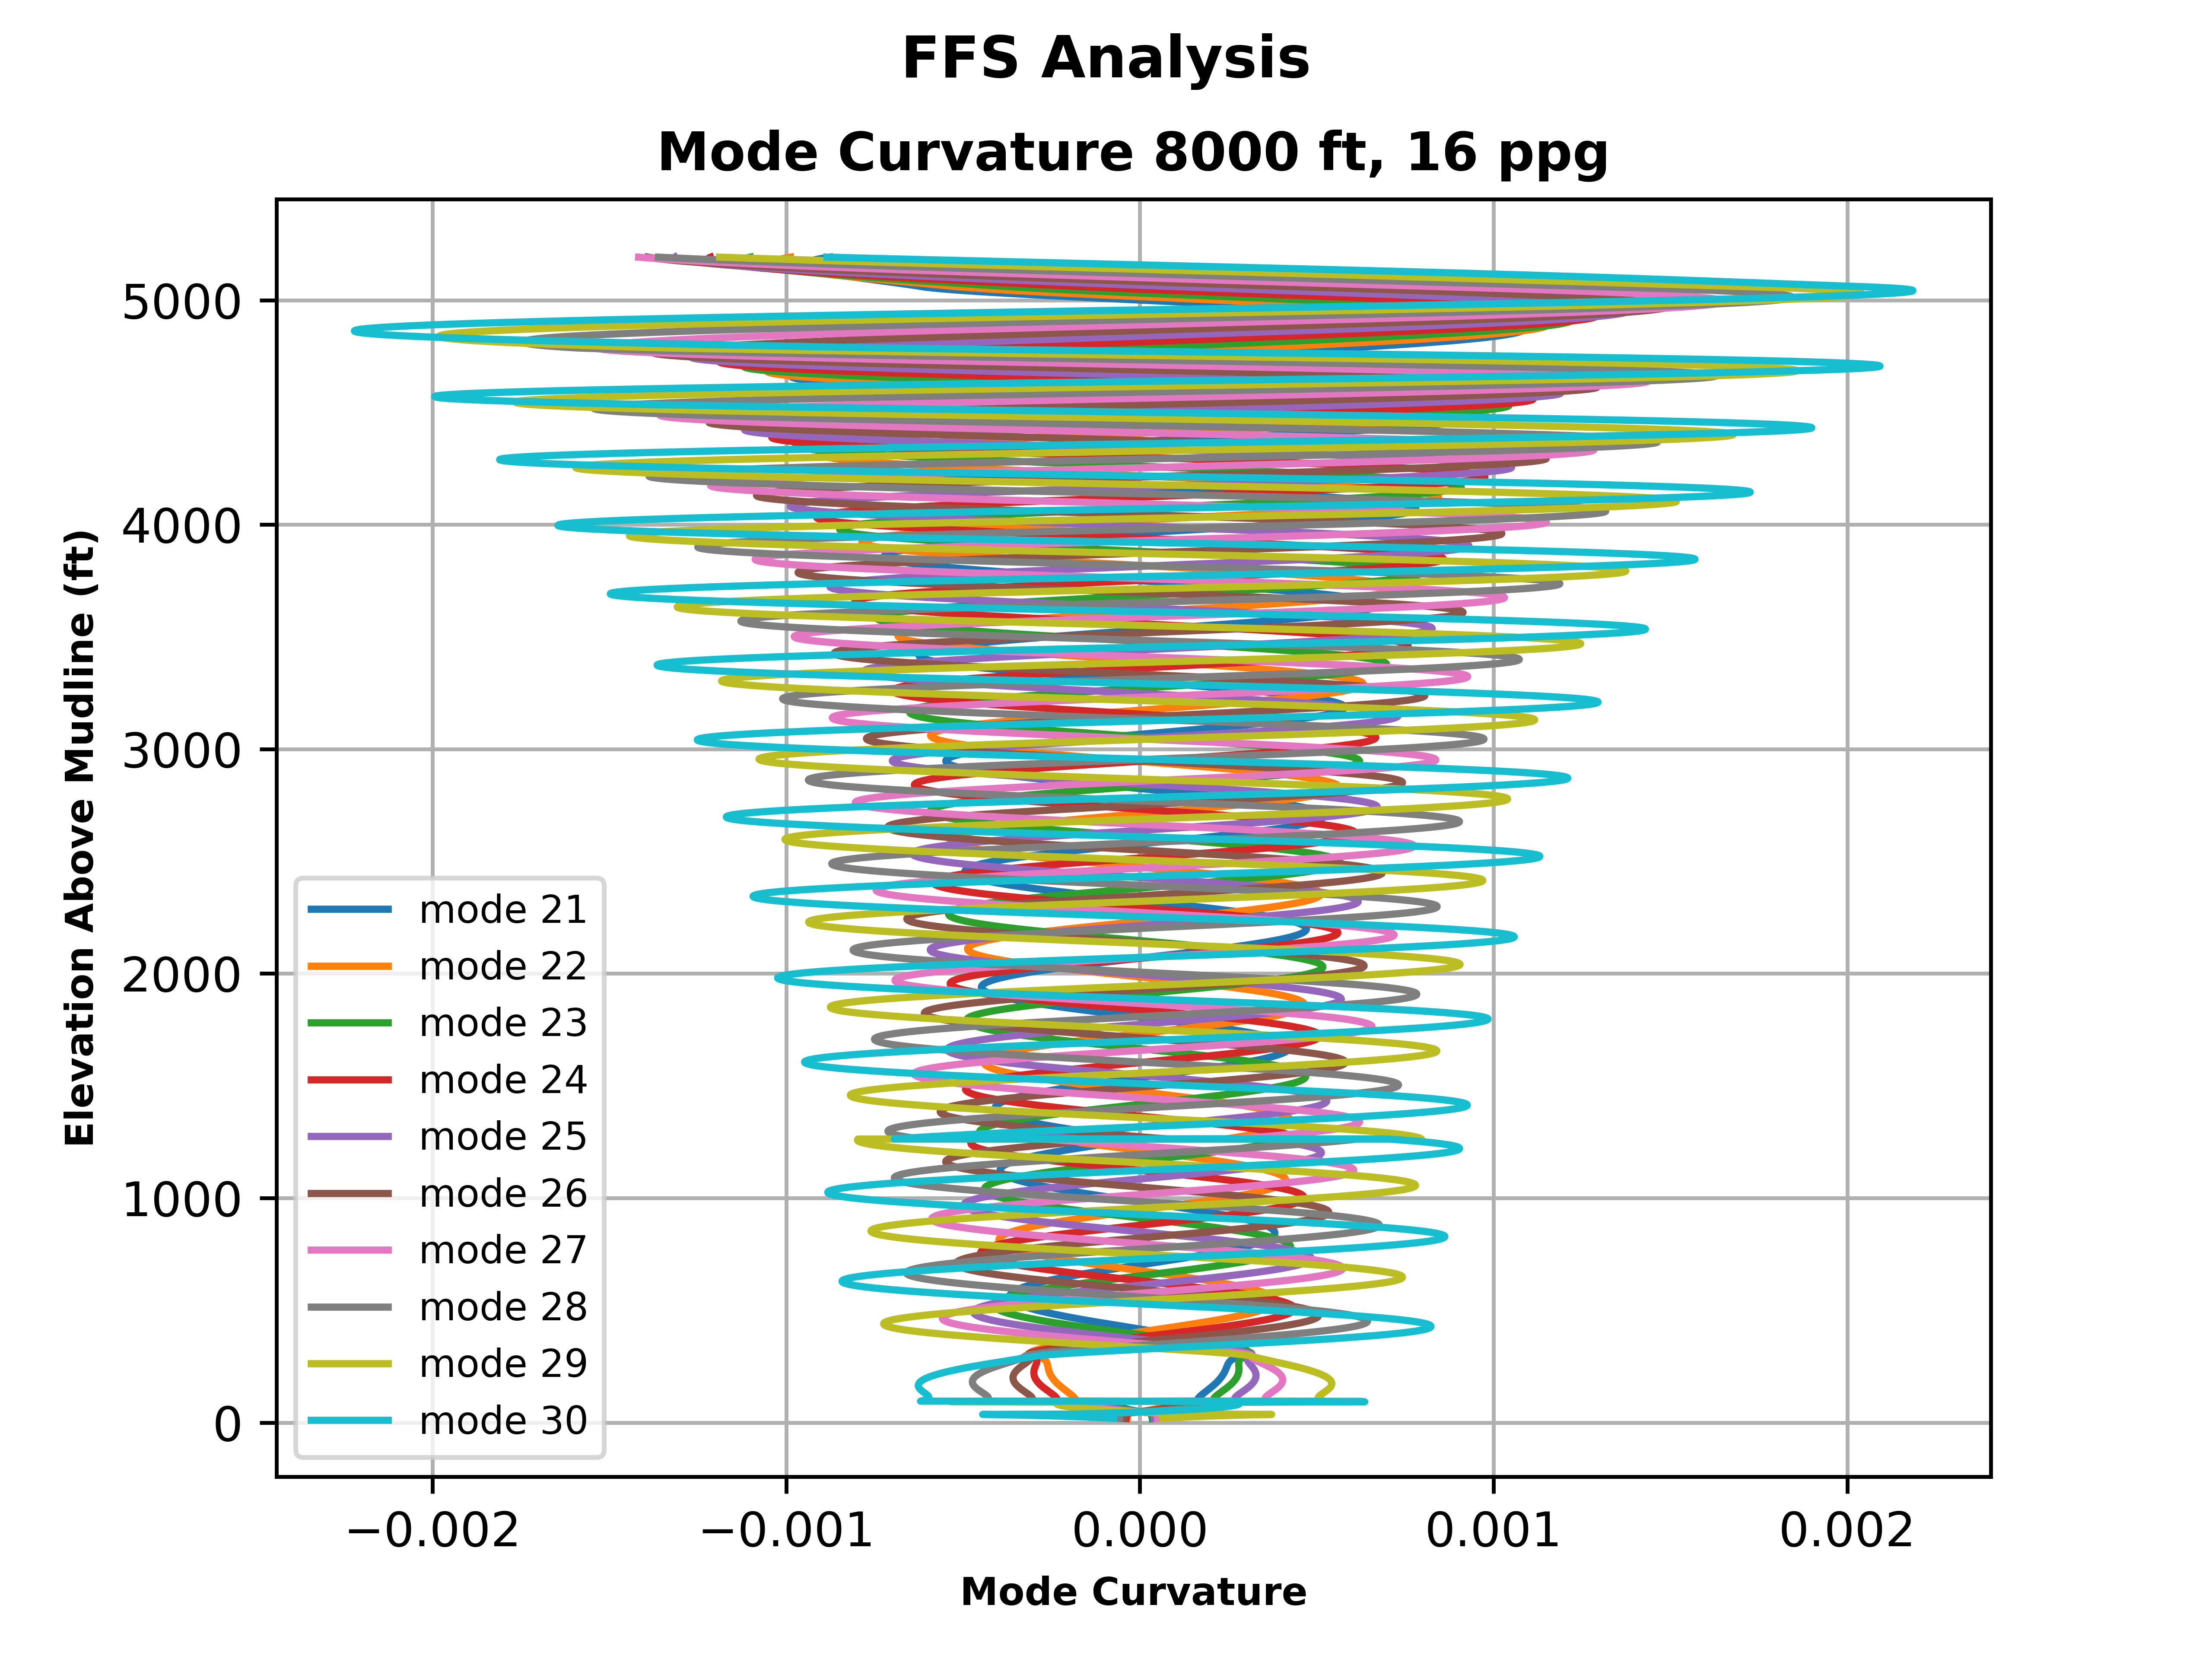 FFS Analysis
Mode Curvature 8000 ft, 16 ppg
Elevation Above Mudline (ft)
5000
4000
3000
2000
1000
0
mode 21
mode 22
mode 23
mode 24
mode 25
mode 26
mode 27
mode 28
mode 29
mode 30
−0.002 −0.001 0.000 0.001 0.002
Mode Curvature